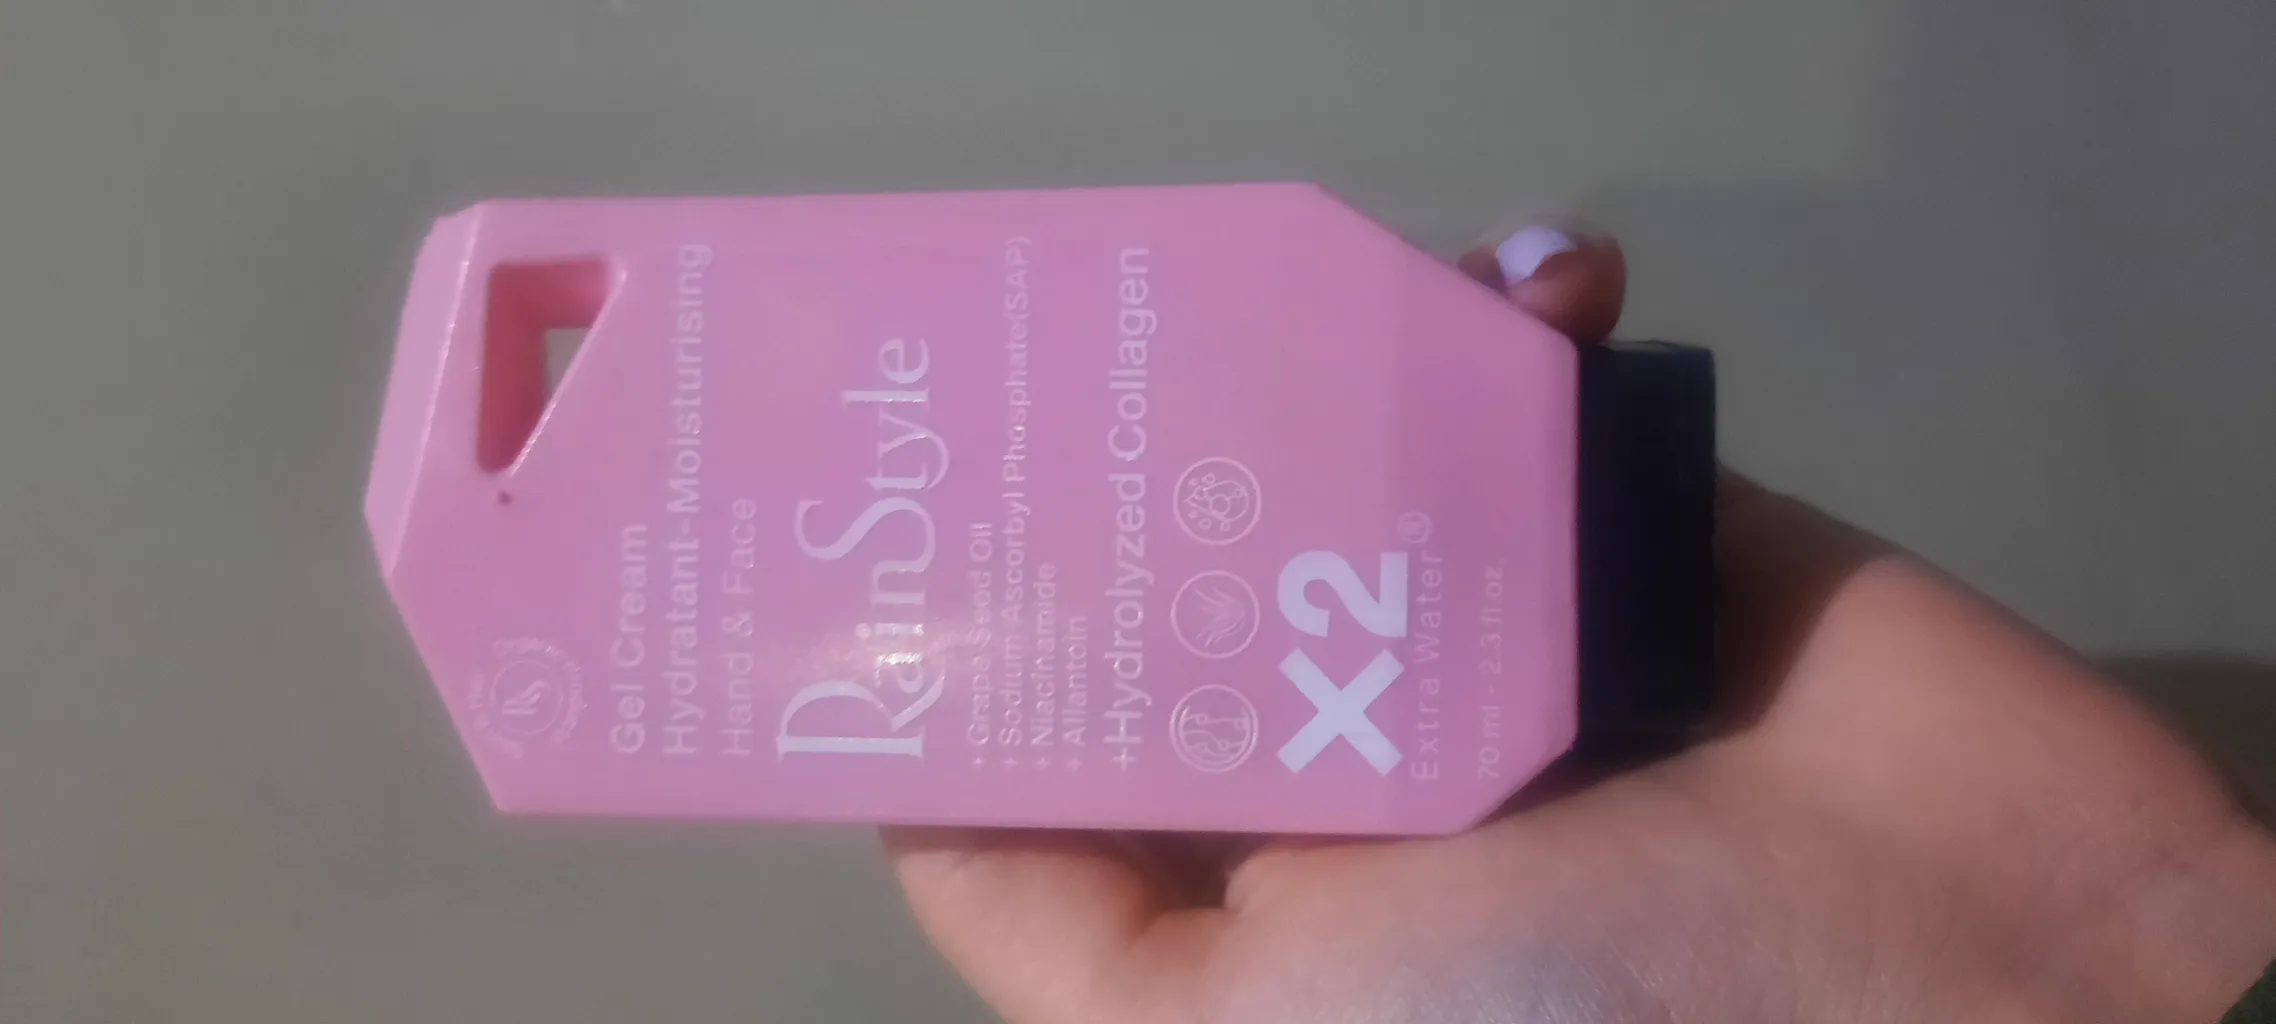 Gel Cream
Hydratant-Moisturising
Hand & Face
RainStyle
+ Grape Seed Oil
+ Sodium Ascorbyl Phosphate(SAP)
+ Niacinamide
+ Allantoin
+Hydrolyzed Collagen
x2
Extra Water®
70 ml - 2.3 fl.oz.